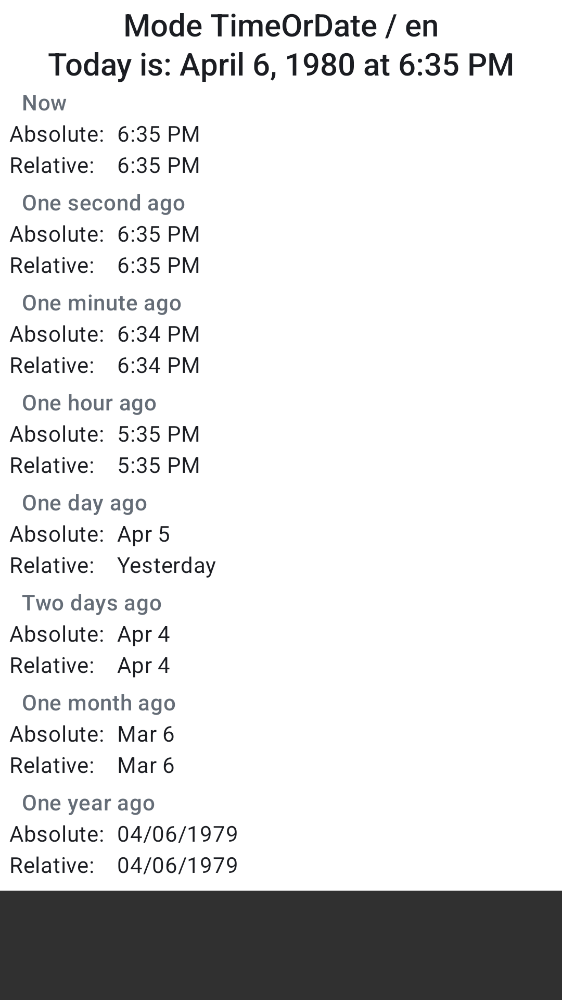 Mode TimeOrDate / en
Today is: April 6, 1980 at 6:35 PM
Now
Absolute: 6:35 PM
Relative: 6:35 PM
One second ago
Absolute: 6:35 PM
Relative: 6:35 PM
One minute ago
Absolute: 6:34 PM
Relative: 6:34 PM
One hour ago
Absolute: 5:35 PM
Relative: 5:35 PM
One day ago
Absolute: Apr 5
Relative: Yesterday
Two days ago
Absolute: Apr 4
Relative: Apr 4
One month ago
Absolute: Mar 6
Relative: Mar 6
One year ago
Absolute: 04/06/1979
Relative: 04/06/1979